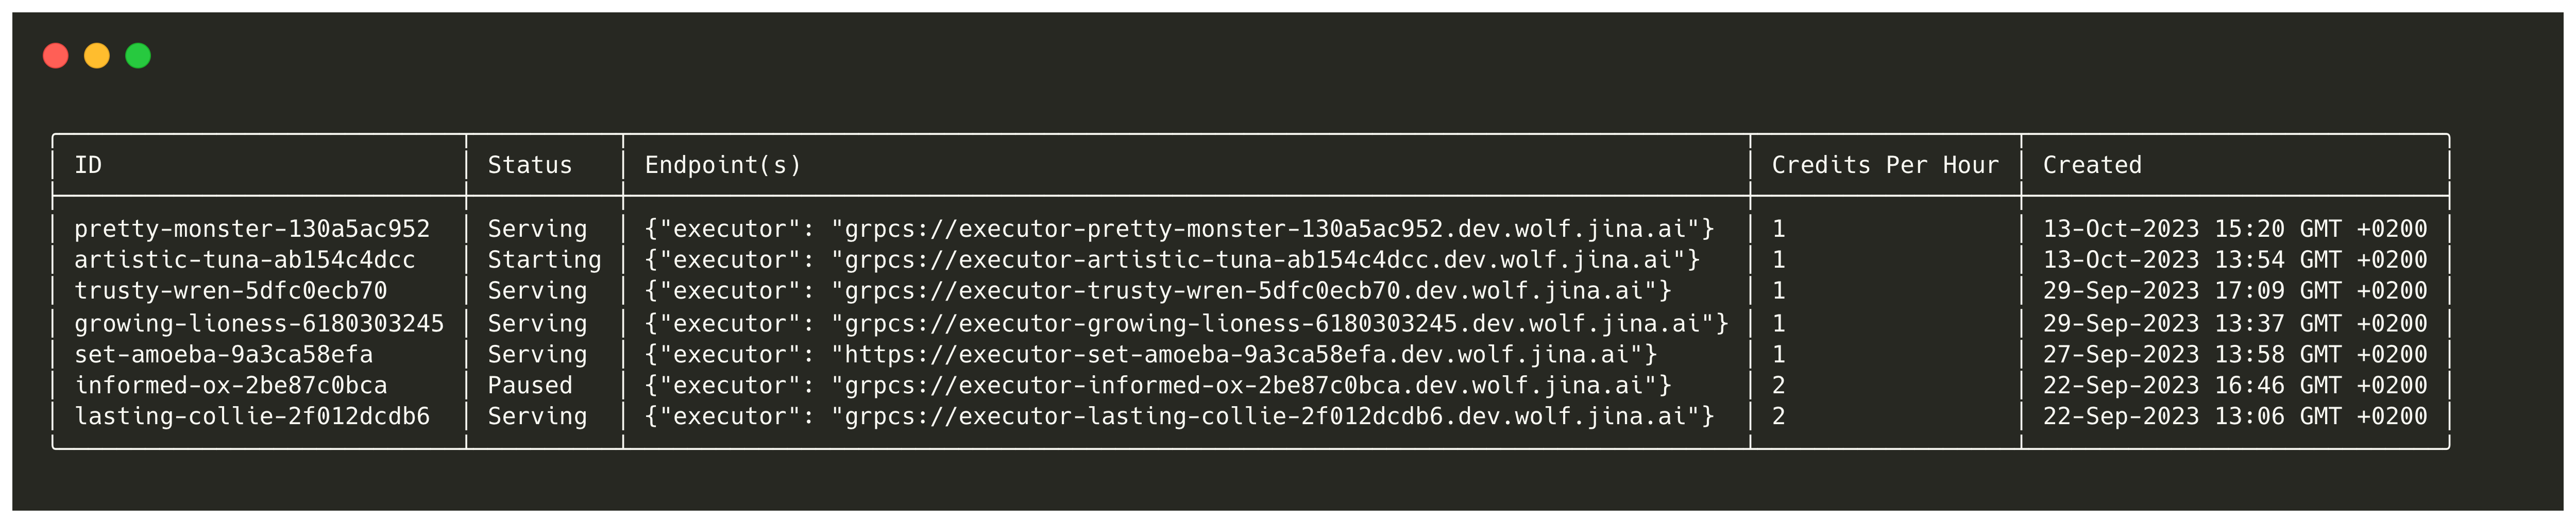 ID Status Endpoint(s) Credits Per Hour Created
pretty-monster-130a5ac952 Serving {"executor": "grpcs://executor-pretty-monster-130a5ac952.dev.wolf.jina.ai"} 1 13-Oct-2023 15:20 GMT +0200
artistic-tuna-ab154c4dcc Starting {"executor": "grpcs://executor-artistic-tuna-ab154c4dcc.dev.wolf.jina.ai"} 1 13-Oct-2023 13:54 GMT +0200
trusty-wren-5dfc0ecb70 Serving {"executor": "grpcs://executor-trusty-wren-5dfc0ecb70.dev.wolf.jina.ai"} 1 29-Sep-2023 17:09 GMT +0200
growing-lioness-6180303245 Serving {"executor": "grpcs://executor-growing-lioness-6180303245.dev.wolf.jina.ai"} 1 29-Sep-2023 13:37 GMT +0200
set-amoeba-9a3ca58efa Serving {"executor": "https://executor-set-amoeba-9a3ca58efa.dev.wolf.jina.ai"} 1 27-Sep-2023 13:58 GMT +0200
informed-ox-2be87c0bca Paused {"executor": "grpcs://executor-informed-ox-2be87c0bca.dev.wolf.jina.ai"} 2 22-Sep-2023 16:46 GMT +0200
lasting-collie-2f012dcdb6 Serving {"executor": "grpcs://executor-lasting-collie-2f012dcdb6.dev.wolf.jina.ai"} 2 22-Sep-2023 13:06 GMT +0200